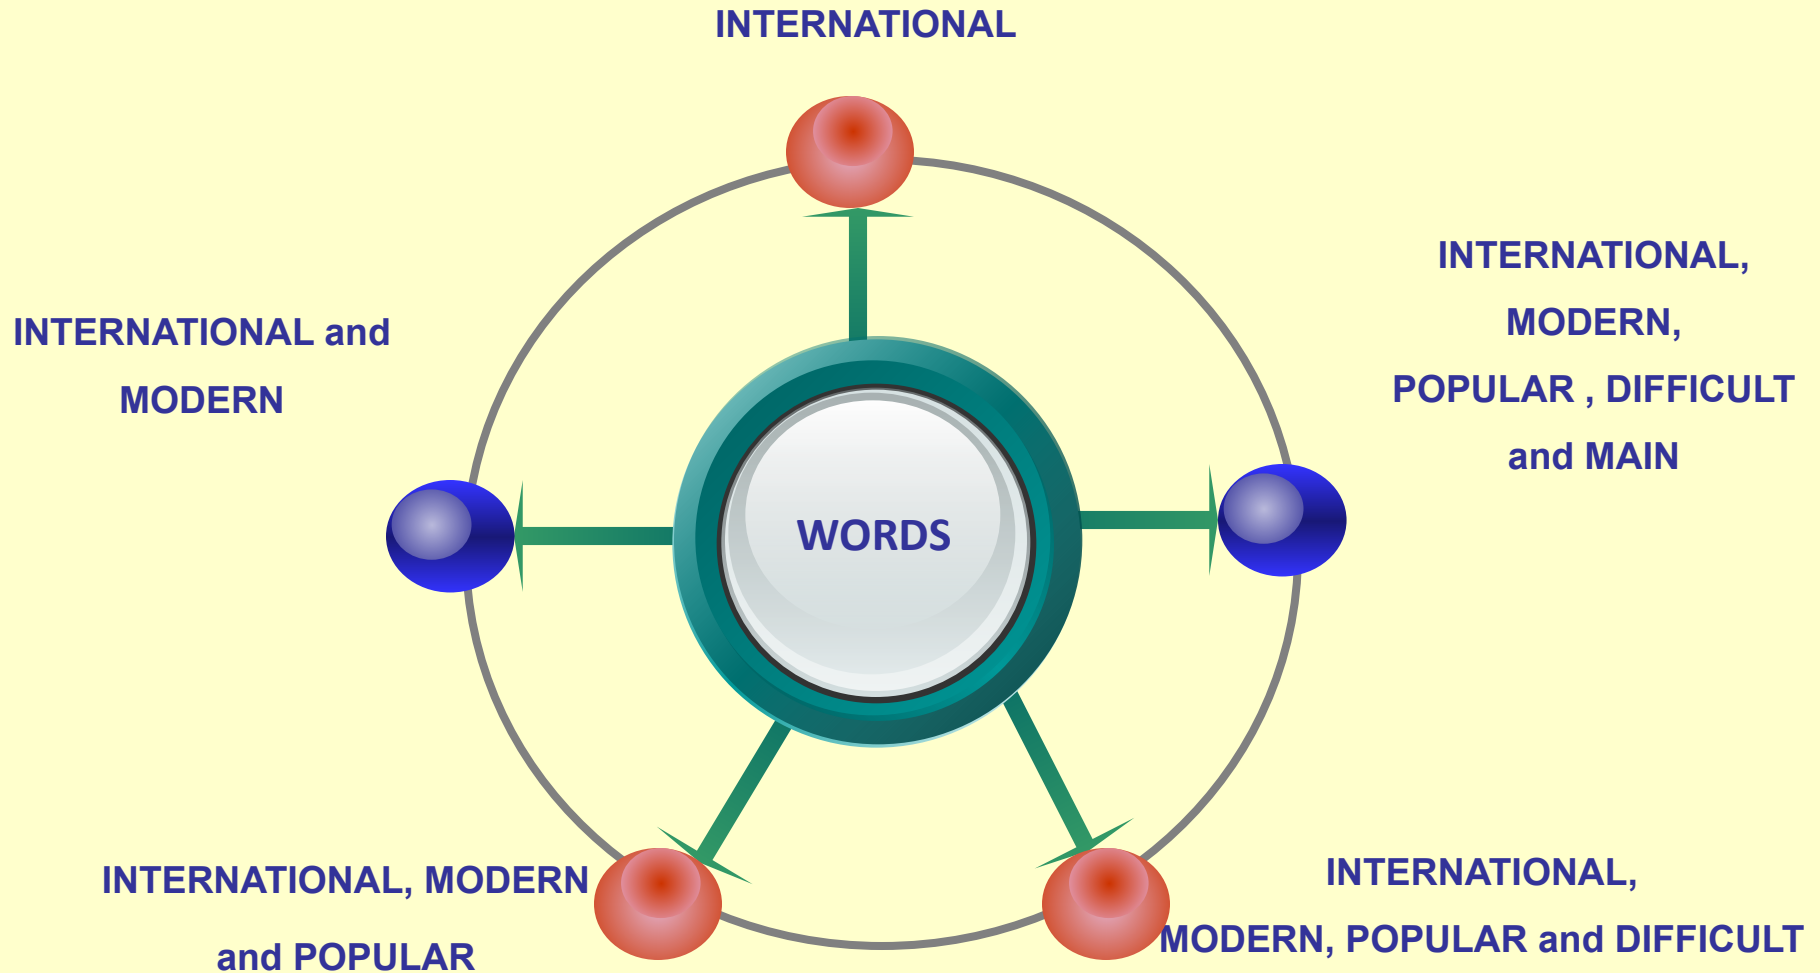 INTERNATIONAL
INTERNATIONAL,
MODERN,
POPULAR , DIFFICULT
and MAIN
INTERNATIONAL and
MODERN
WORDS
INTERNATIONAL, MODERN
and POPULAR
INTERNATIONAL,
MODERN, POPULAR and DIFFICULT